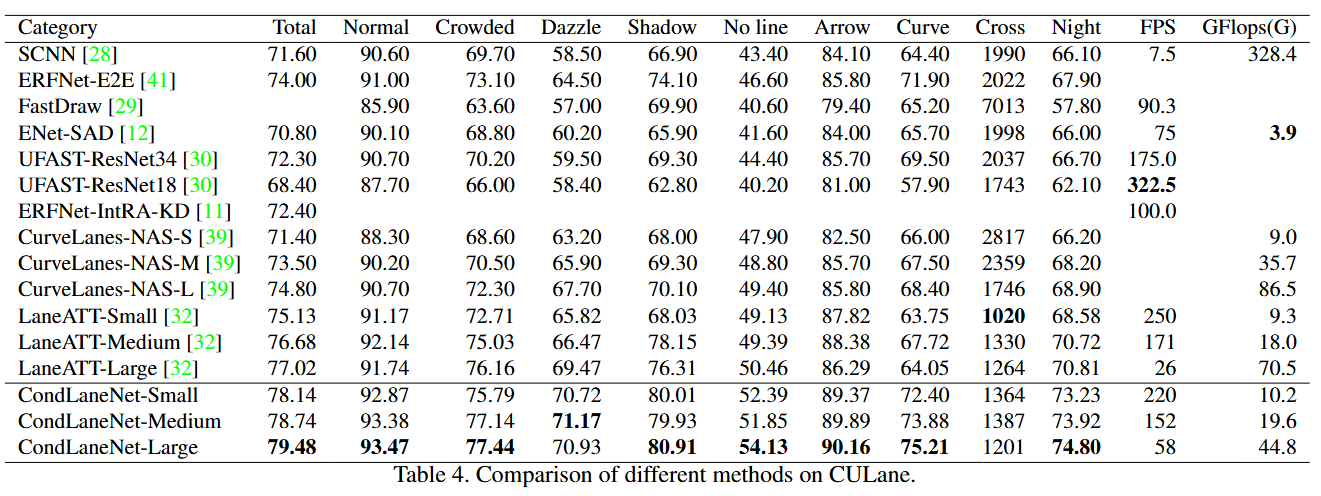 Category Total Normal Crowded Dazzle Shadow No line Arrow Curve Cross Night FPS GFlops(G)
SCNN [28] 71.60 90.60 69.70 58.50 66.90 43.40 84.10 64.40 1990 66.10 7.5 328.4
ERFNet-E2E [41] 74.00 91.00 73.10 64.50 74.10 46.60 85.80 71.90 2022 67.90
FastDraw [29] 85.90 63.60 57.00 69.90 40.60 79.40 65.20 7013 57.80 90.3
ENet-SAD [12] 70.80 90.10 68.80 60.20 65.90 41.60 84.00 65.70 1998 66.00 75 3.9
UFAST-ResNet34 [30] 72.30 90.70 70.20 59.50 69.30 44.40 85.70 69.50 2037 66.70 175.0
UFAST-ResNet18 [30] 68.40 87.70 66.00 58.40 62.80 40.20 81.00 57.90 1743 62.10 322.5
ERFNet-IntRA-KD [11] 72.40 100.0
CurveLanes-NAS-S [39] 71.40 88.30 68.60 63.20 68.00 47.90 82.50 66.00 2817 66.20 9.0
CurveLanes-NAS-M [39] 73.50 90.20 70.50 65.90 69.30 48.80 85.70 67.50 2359 68.20 35.7
CurveLanes-NAS-L [39] 74.80 90.70 72.30 67.70 70.10 49.40 85.80 68.40 1746 68.90 86.5
LaneATT-Small [32] 75.13 91.17 72.71 65.82 68.03 49.13 87.82 63.75 1020 68.58 250 9.3
LaneATT-Medium [32] 76.68 92.14 75.03 66.47 78.15 49.39 88.38 67.72 1330 70.72 171 18.0
LaneATT-Large [32] 77.02 91.74 76.16 69.47 76.31 50.46 86.29 64.05 1264 70.81 26 70.5
CondLaneNet-Small 78.14 92.87 75.79 70.72 80.01 52.39 89.37 72.40 1364 73.23 220 10.2
CondLaneNet-Medium 78.74 93.38 77.14 71.17 79.93 51.85 89.89 73.88 1387 73.92 152 19.6
CondLaneNet-Large 79.48 93.47 77.44 70.93 80.91 54.13 90.16 75.21 1201 74.80 58 44.8
Table 4. Comparison of different methods on CULane.